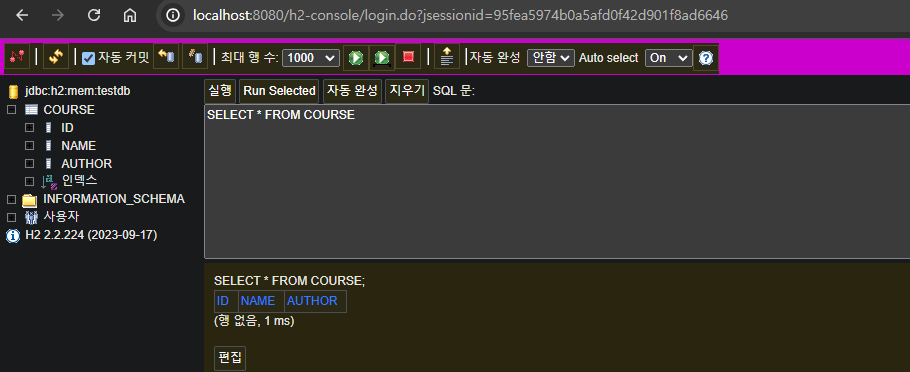 localhost:8080/h2-console/login.do?jsessionid=95fea5974b0a5afd0f42d901f8ad6646
자동 커밋 최대 행 수: 1000 자동 완성 안함 Auto select On
jdbc:h2:mem:testdb
COURSE
ID
NAME
AUTHOR
인덱스
INFORMATION_SCHEMA
사용자
H2 2.2.224 (2023-09-17)
실행 Run Selected 자동 완성 지우기 SQL 문:
SELECT * FROM COURSE
SELECT * FROM COURSE;
ID NAME AUTHOR
(행 없음, 1 ms)
편집